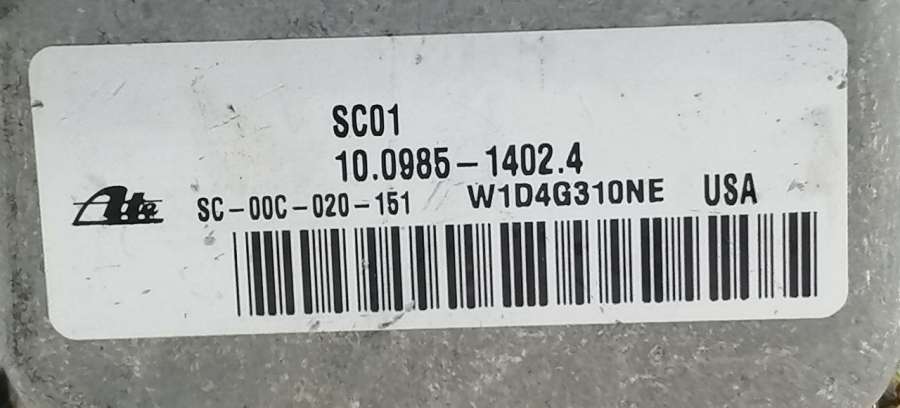 SC01
10.0985-1402.4
Ate SC-00C-020-151 W1D4G310NE USA